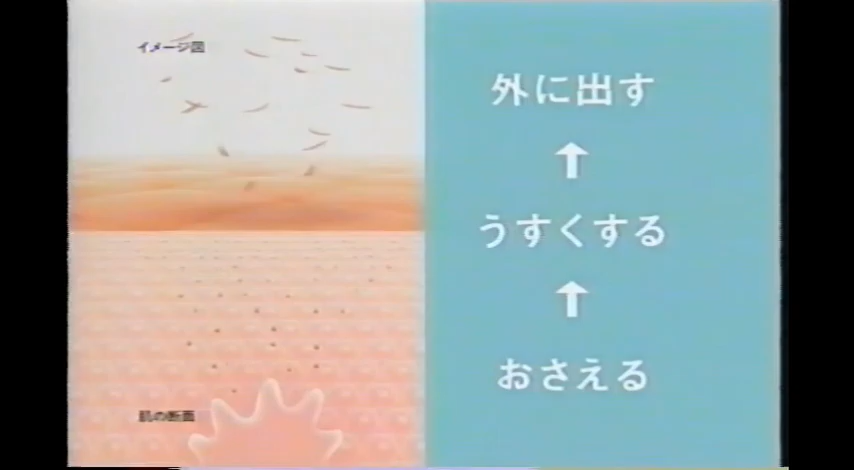 イメージ図
肌の断面
外に出す
↑
うすくする
↑
おさえる